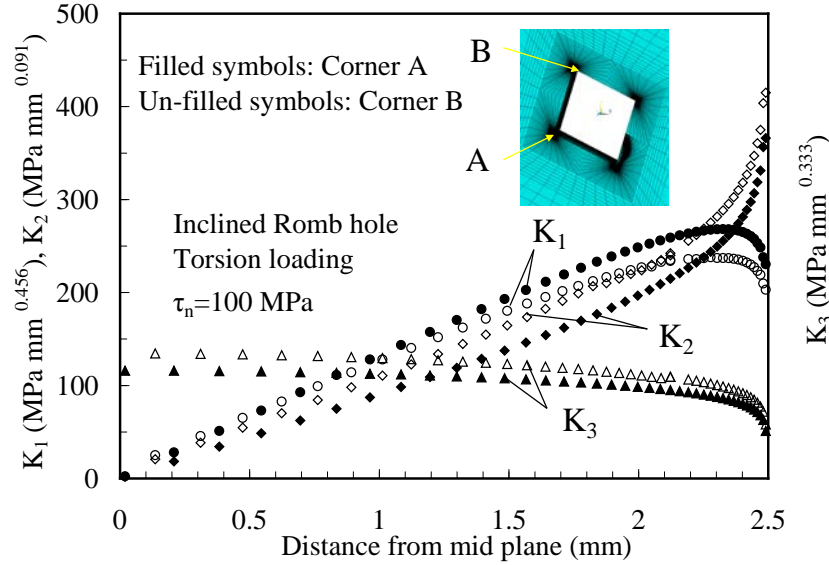 500
400
300
200
100
0
0
0.5
1
1.5
2
2.5
Distance from mid plane (mm)
K₁ (MPa mm⁰·⁴⁵⁶), K₂ (MPa mm⁰·⁰⁹¹)
K₃ (MPa mm⁰·³³³)
Filled symbols: Corner A
Un-filled symbols: Corner B
B
A
Inclined Romb hole
Torsion loading
τₙ=100 MPa
K₁
K₂
K₃